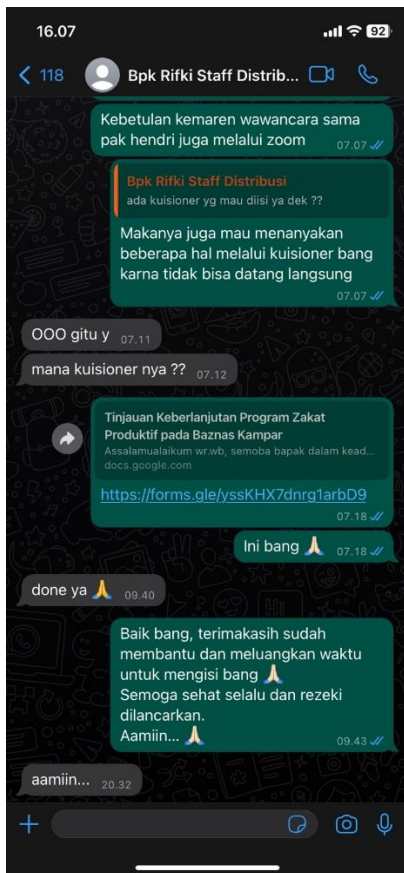 16.07
92
118
Bpk Rifki Staff Distrib...
Kebetulan kemaren wawancara sama
pak hendri juga melalui zoom
07.07
Bpk Rifki Staff Distribusi
ada kuisioner yg mau diisi ya dek ??
Makanya juga mau menanyakan
beberapa hal melalui kuisioner bang
karna tidak bisa datang langsung
07.07
OOO gitu y 07.11
mana kuisioner nya ?? 07.12
Tinjauan Keberlanjutan Program Zakat
Produktif pada Baznas Kampar
Assalamualaikum wr.wb, semoba bapak dalam kead...
docs.google.com
https://forms.gle/yssKHX7dnrg1arbD9
07.18
Ini bang 🙏🏻 07.18
done ya 🙏 09.40
Baik bang, terimakasih sudah
membantu dan meluangkan waktu
untuk mengisi bang 🙏🏻
Semoga sehat selalu dan rezeki
dilancarkan.
Aamiin... 🙏🏻
09.43
aamiin... 20.32